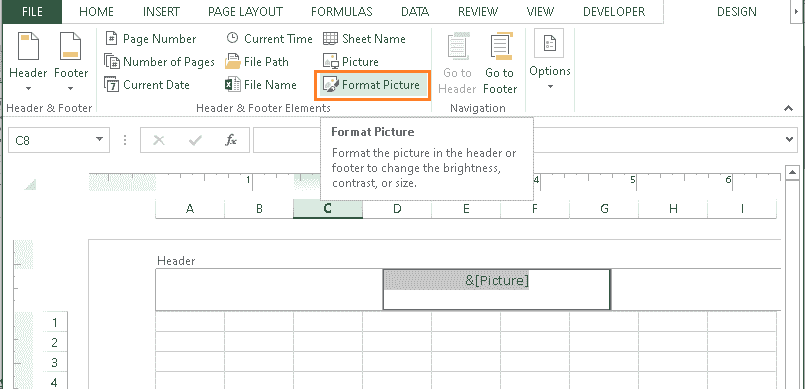 FILE HOME INSERT PAGE LAYOUT FORMULAS DATA REVIEW VIEW DEVELOPER DESIGN
Page Number Current Time Sheet Name
Number of Pages File Path Picture
Current Date File Name Format Picture
Header Footer
Go to Header
Go to Footer
Options
Header & Footer Header & Footer Elements Navigation
C8 fx
Format Picture
Format the picture in the header or
footer to change the brightness,
contrast, or size.
1 4 5 6
A B C D E F G H I
Header
&[Picture]
1
2
3
4